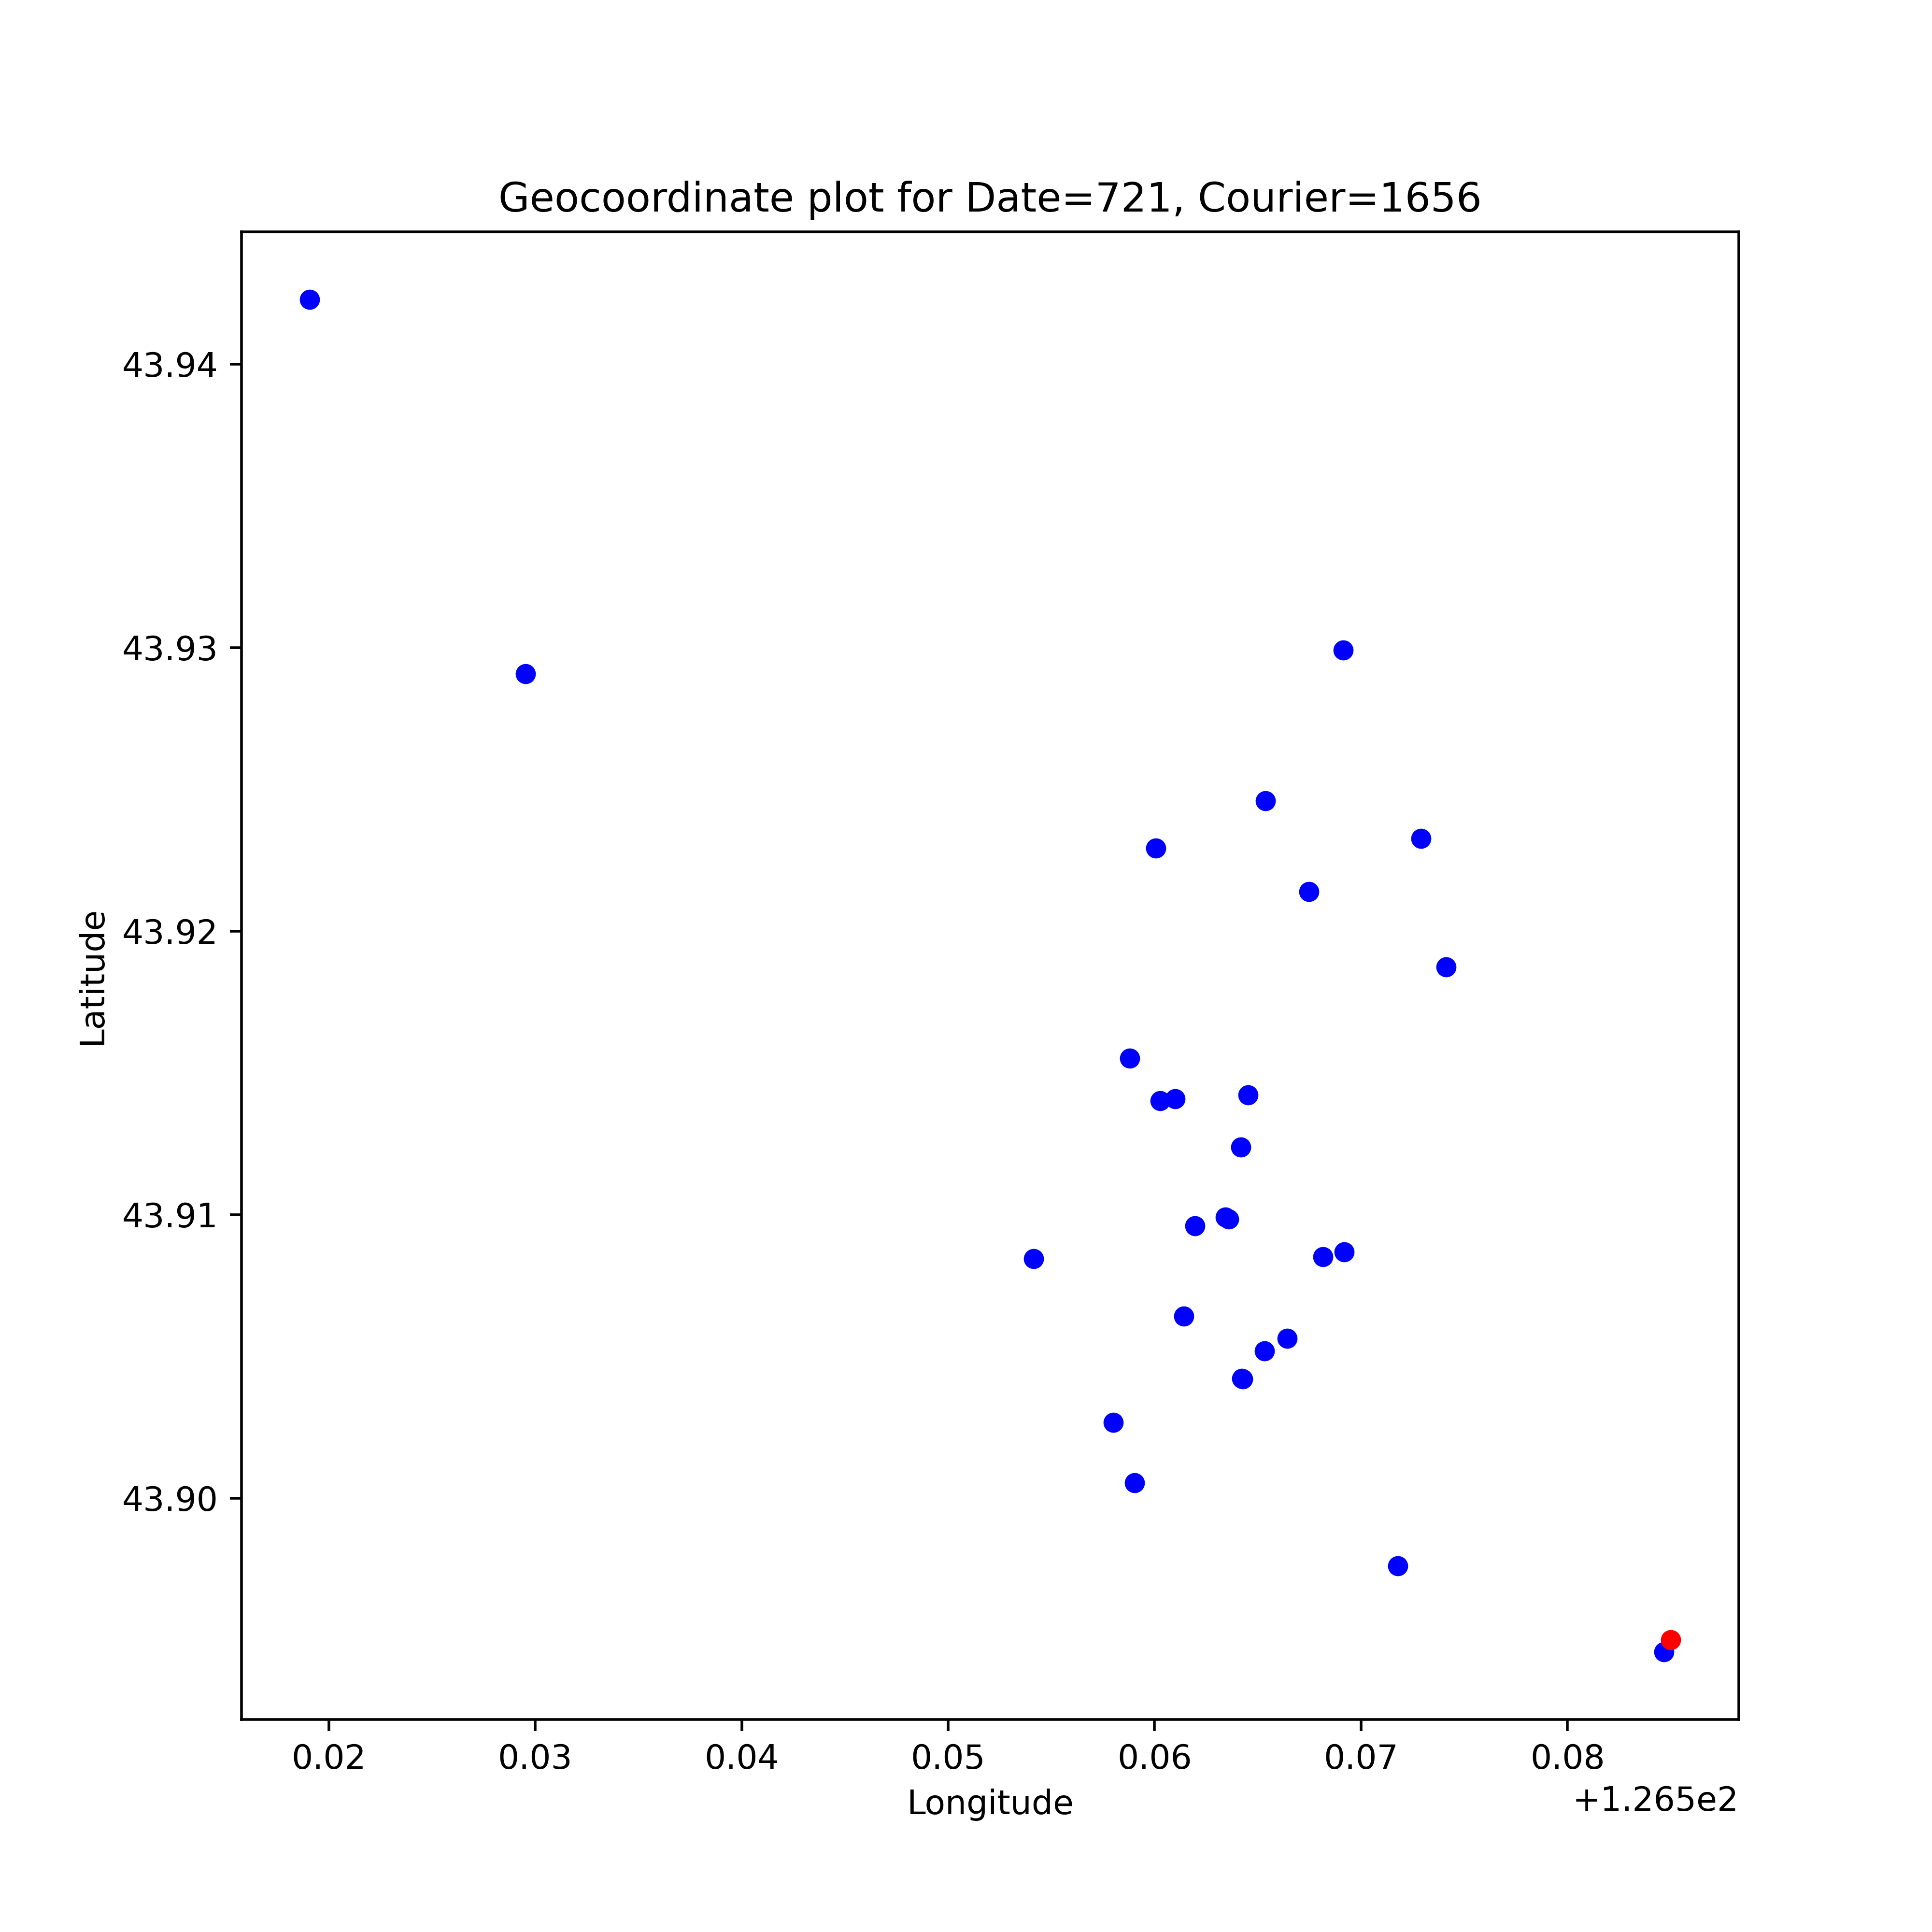 Geocoordinate plot for Date=721, Courier=1656
43.94
43.93
43.92
43.91
43.90
Latitude
0.02 0.03 0.04 0.05 0.06 0.07 0.08
+1.265e2
Longitude